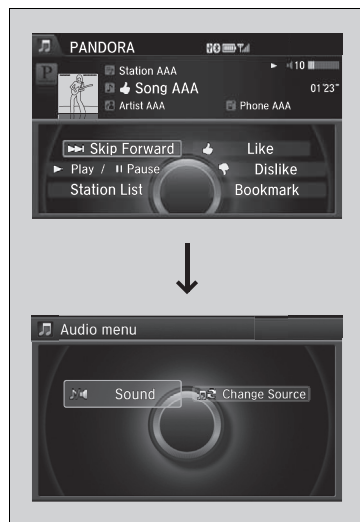 PANDORA
Station AAA
10
P
Song AAA
01'23"
Artist AAA
Phone AAA
Skip Forward
Like
Play / Pause
Dislike
Station List
Bookmark
Audio menu
Sound
Change Source